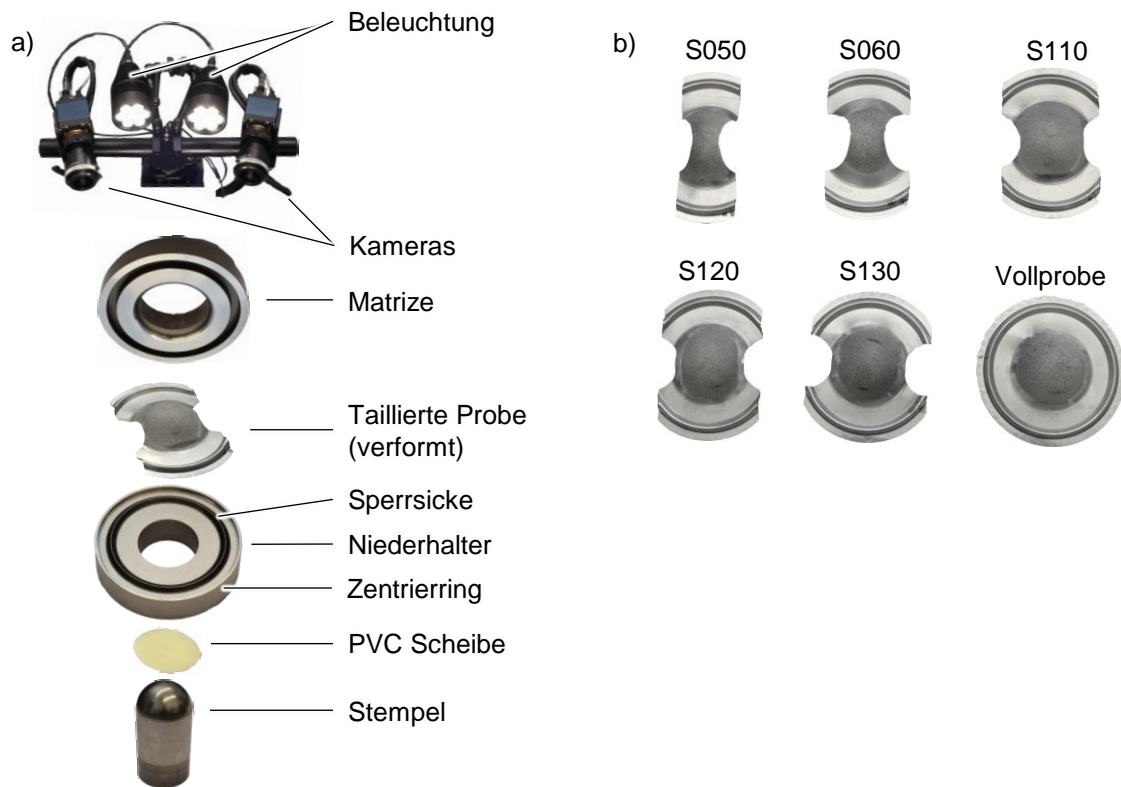 a)
Beleuchtung
Kameras
Matrize
Taillierte Probe
(verformt)
Sperrsicke
Niederhalter
Zentrierring
PVC Scheibe
Stempel
b)
S050
S060
S110
S120
S130
Vollprobe